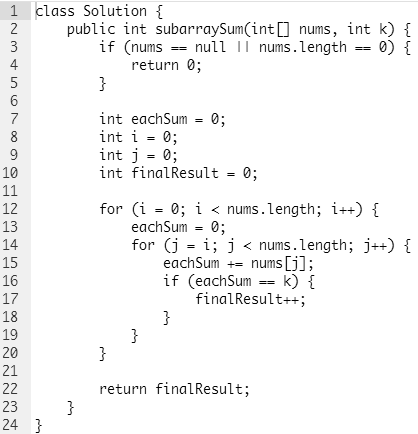 1 class Solution {
2     public int subarraySum(int[] nums, int k) {
3         if (nums == null || nums.length == 0) {
4             return 0;
5         }
6
7         int eachSum = 0;
8         int i = 0;
9         int j = 0;
10         int finalResult = 0;
11
12         for (i = 0; i < nums.length; i++) {
13             eachSum = 0;
14             for (j = i; j < nums.length; j++) {
15                 eachSum += nums[j];
16                 if (eachSum == k) {
17                     finalResult++;
18                 }
19             }
20         }
21
22         return finalResult;
23     }
24 }